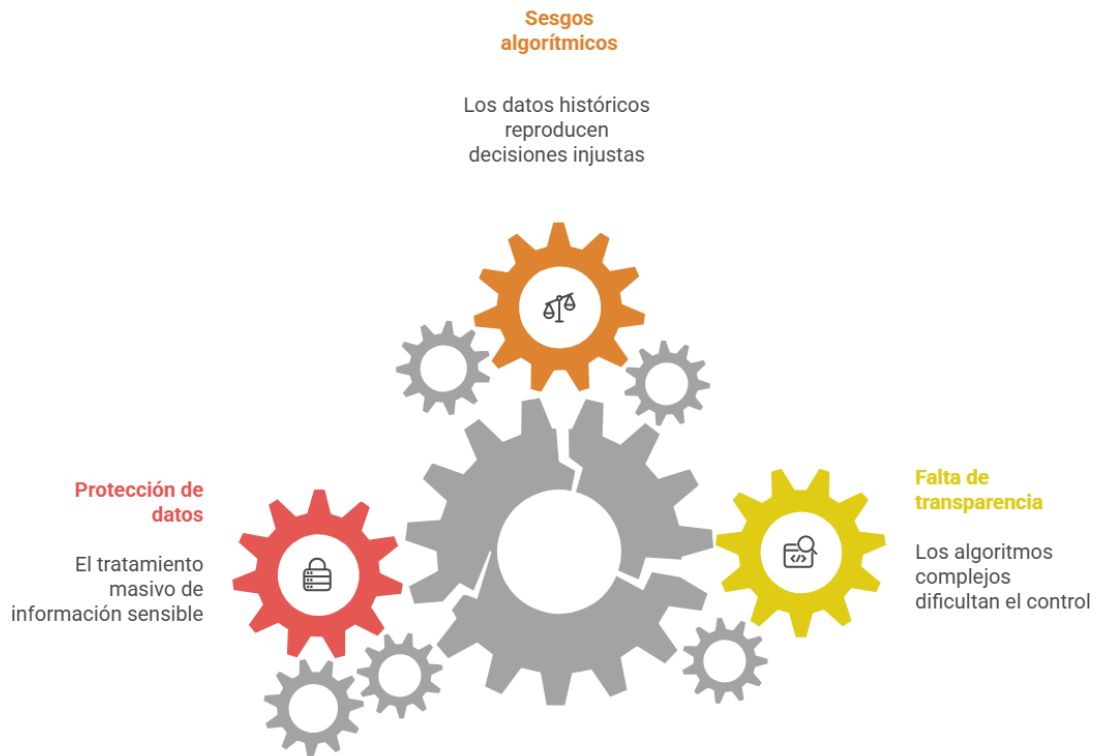 Sesgos
algorítmicos
Los datos históricos
reproducen
decisiones injustas
Protección de
datos
El tratamiento
masivo de
información sensible
Falta de
transparencia
Los algoritmos
complejos
dificultan el control